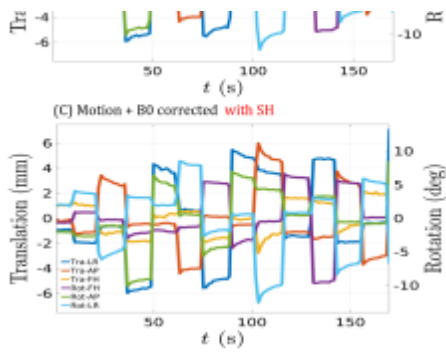 -4
-6
-10
50
100
150
t (s)
(C) Motion + B0 corrected with SH
Translation (mm)
6
4
2
0
-2
-4
-6
Tra-LR
Tra-AP
Tra-FH
Rot-FH
Rot-AP
Rot-LR
10
5
0
-5
-10
Rotation (deg)
50
100
150
t (s)